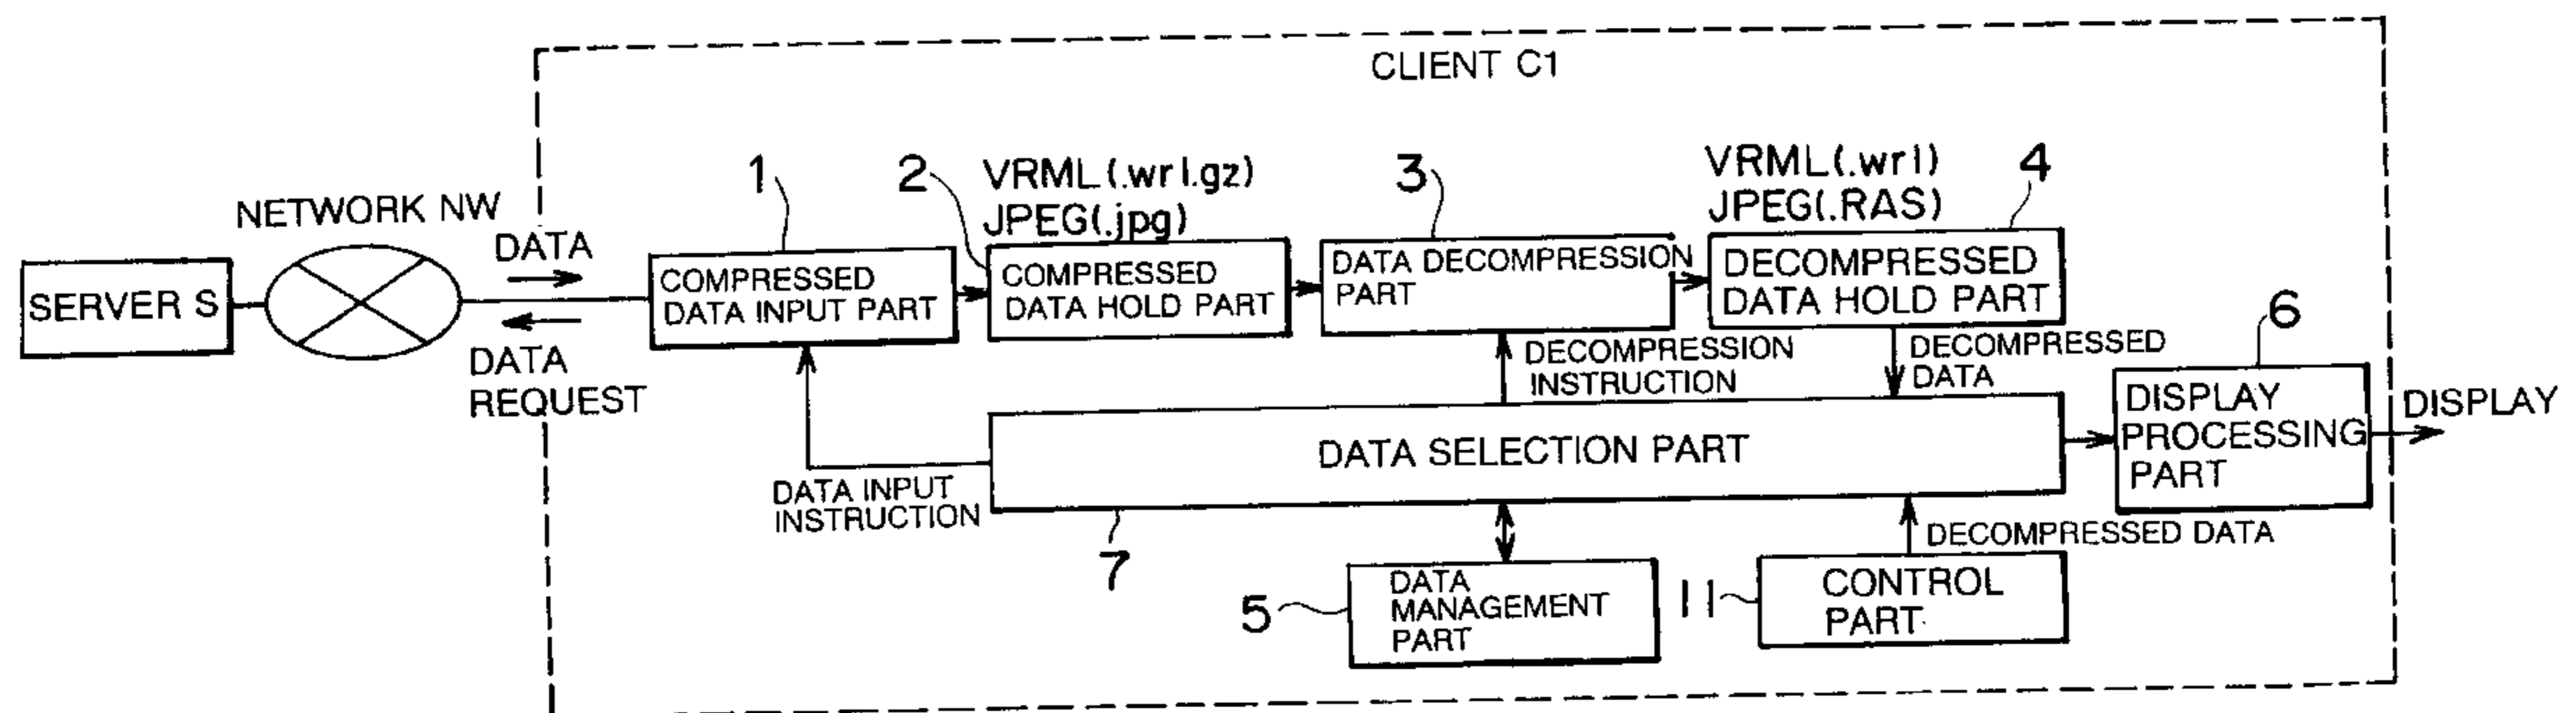 CLIENT C1
NETWORK NW
DATA
DATA
REQUEST
SERVER S
1
COMPRESSED
DATA INPUT PART
2
VRML(.wrl.gz)
JPEG(.jpg)
COMPRESSED
DATA HOLD PART
3
DATA DECOMPRESSION
PART
VRML(.wrl)
JPEG(.RAS)
4
DECOMPRESSED
DATA HOLD PART
DECOMPRESSION
INSTRUCTION
DECOMPRESSED
DATA
6
DISPLAY
PROCESSING
PART
DISPLAY
DATA SELECTION PART
DATA INPUT
INSTRUCTION
7
DECOMPRESSED DATA
5
DATA
MANAGEMENT
PART
11
CONTROL
PART